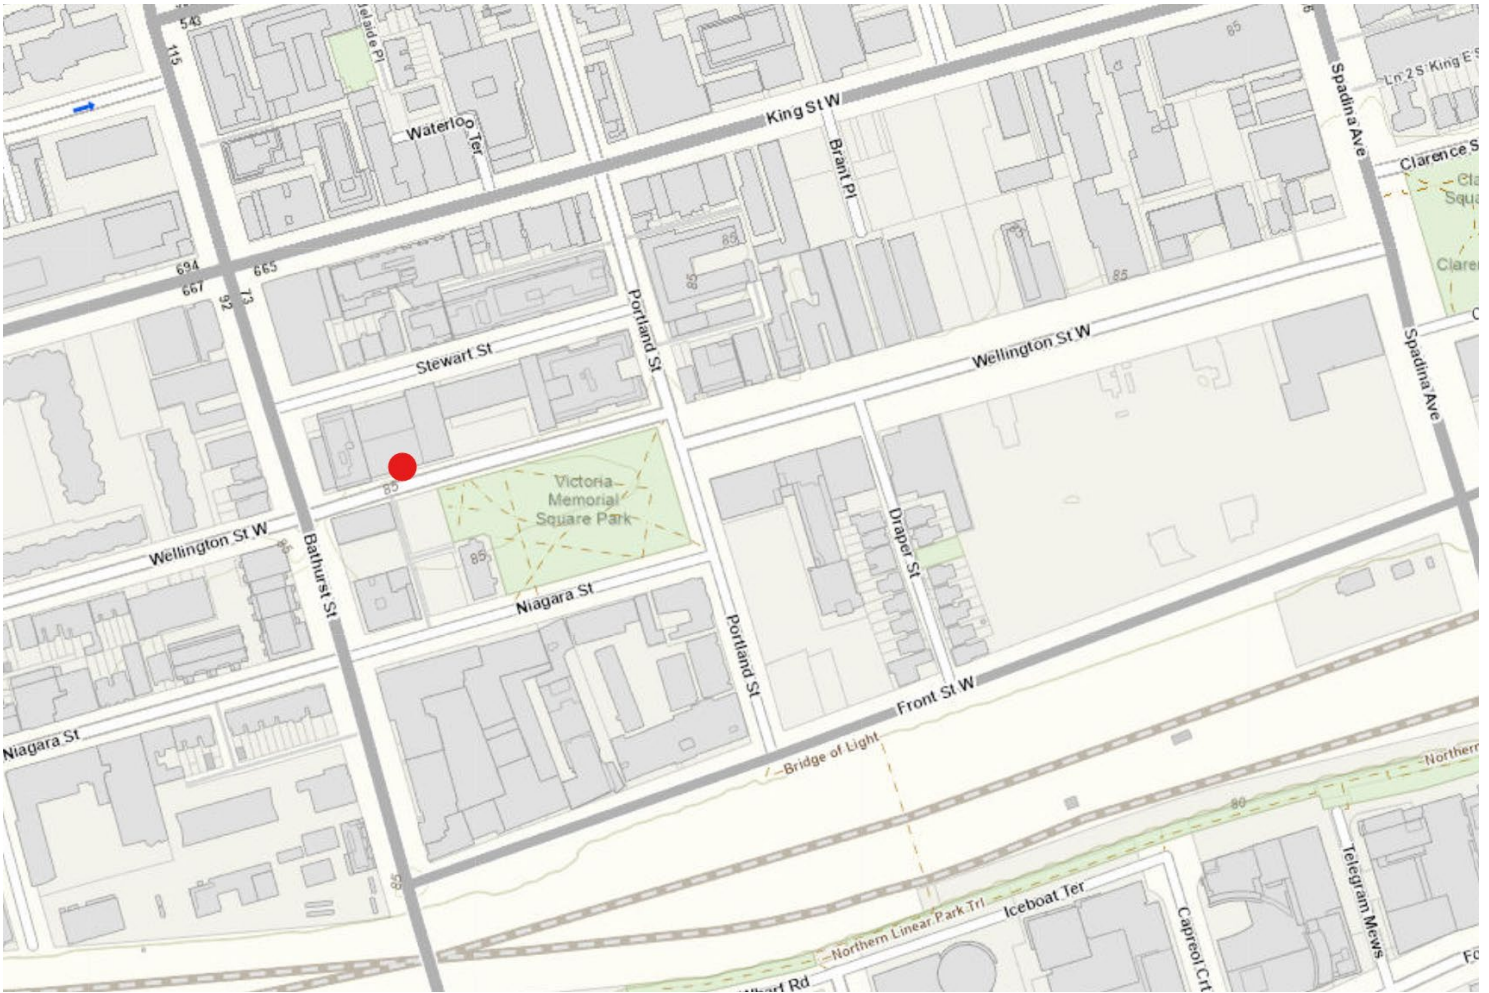 543
115
King St W
Waterloo Ter
Brant Pl
Spadina Ave
85
Ln 2 S King E S
Clarence S
694
665
667
92
73
85
85
85
Portland St
Stewart St
Wellington St W
Spadina Ave
85
Victoria
Memorial
Square Park
Wellington St W
85
Bathurst St
85
Niagara St
Draper St
Portland St
Niagara St
Front St W
Bridge of Light
Northern
80
85
Telegram Mews
Iceboat Ter
Northern Linear Park Trl
Capreol Crt
Wharf Rd